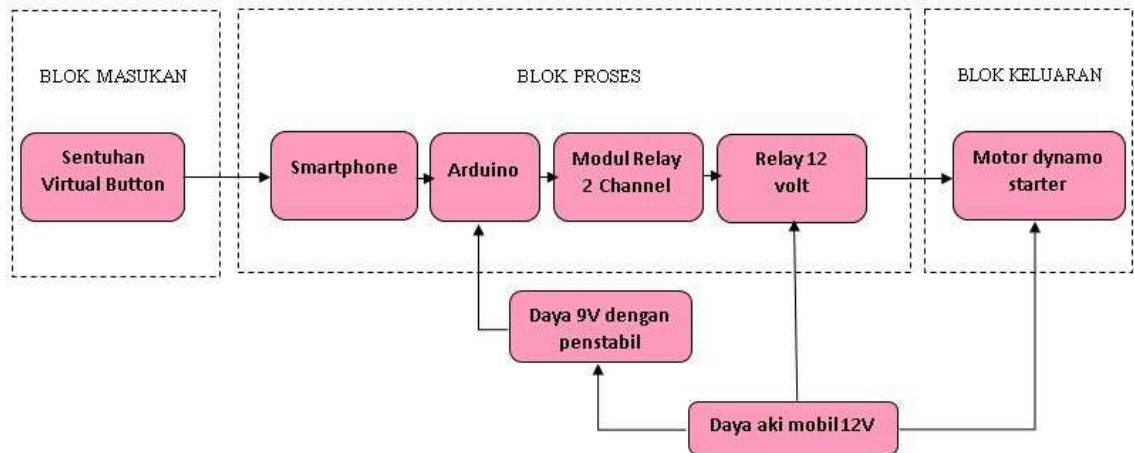 BLOK MASUKAN
BLOK PROSES
BLOK KELUARAN
Sentuhan
Virtual Button
Smartphone
Arduino
Modul Relay
2 Channel
Relay 12
volt
Motor dynamo
starter
Daya 9V dengan
penstabil
Daya aki mobil 12V